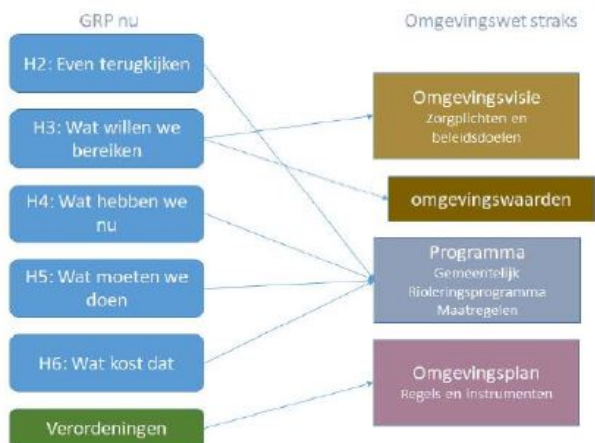 GRP nu
H2: Even terugkijken
H3: Wat willen we
bereiken
H4: Wat hebben we
nu
H5: Wat moeten we
doen
H6: Wat kost dat
Verordeningen
Omgevingswet straks
Omgevingsvisie
Zorgplichten en
beleidsdoelen
omgevingswaarden
Programma
Gemeentelijk
Rioleringsprogramma
Maatregelen
Omgevingsplan
Regels en instrumenten